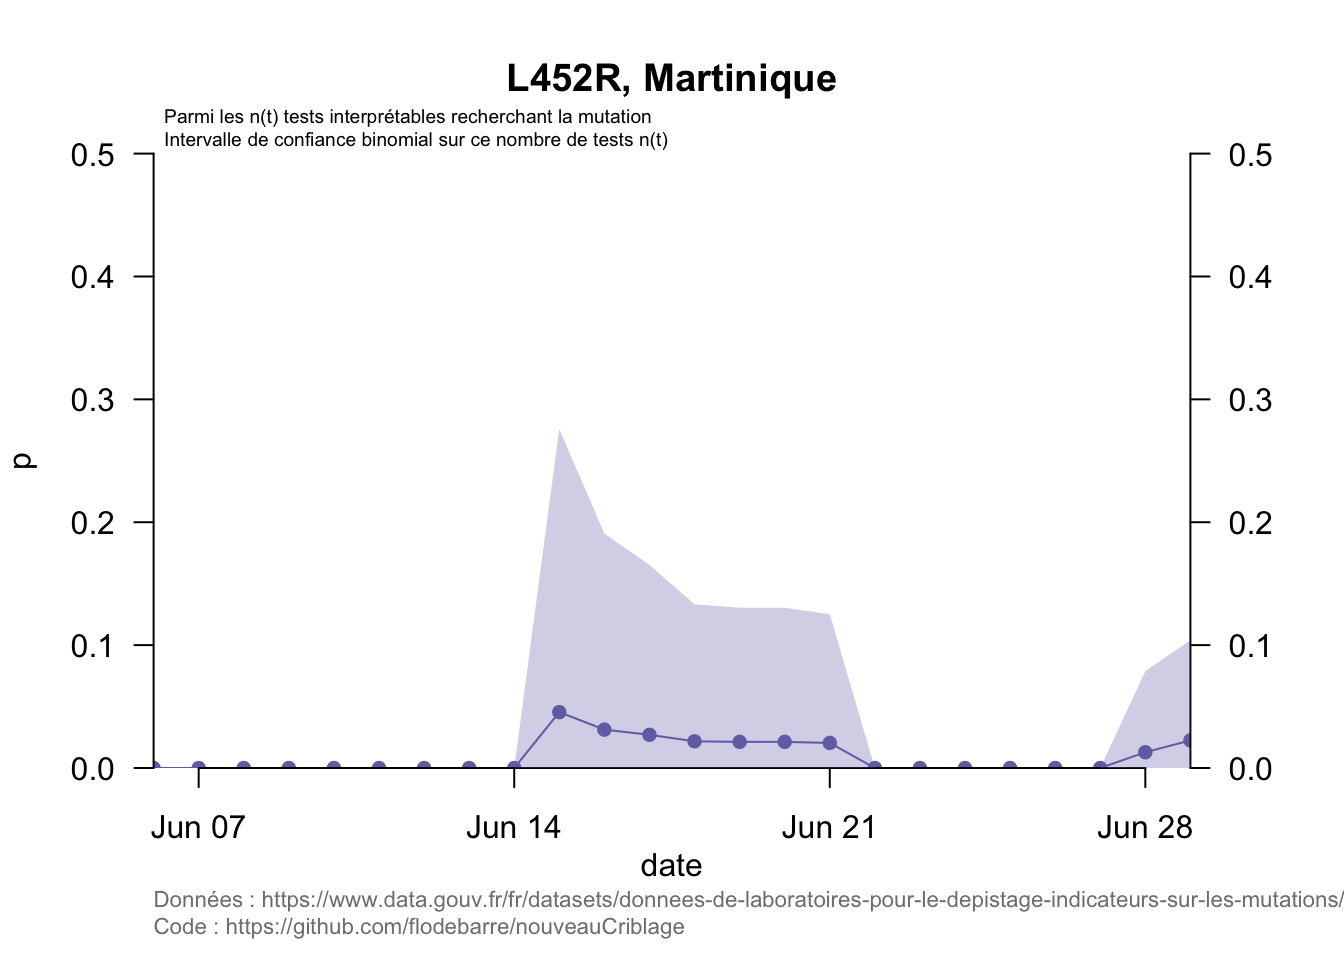 L452R, Martinique
Parmi les n(t) tests interprétables recherchant la mutation
Intervalle de confiance binomial sur ce nombre de tests n(t)
0.5
0.4
0.3
0.2
0.1
0.0
p
0.5
0.4
0.3
0.2
0.1
0.0
Jun 07 Jun 14 Jun 21 Jun 28
date
Données : https://www.data.gouv.fr/fr/datasets/donnees-de-laboratoires-pour-le-depistage-indicateurs-sur-les-mutations/
Code : https://github.com/flodebarre/nouveauCriblage